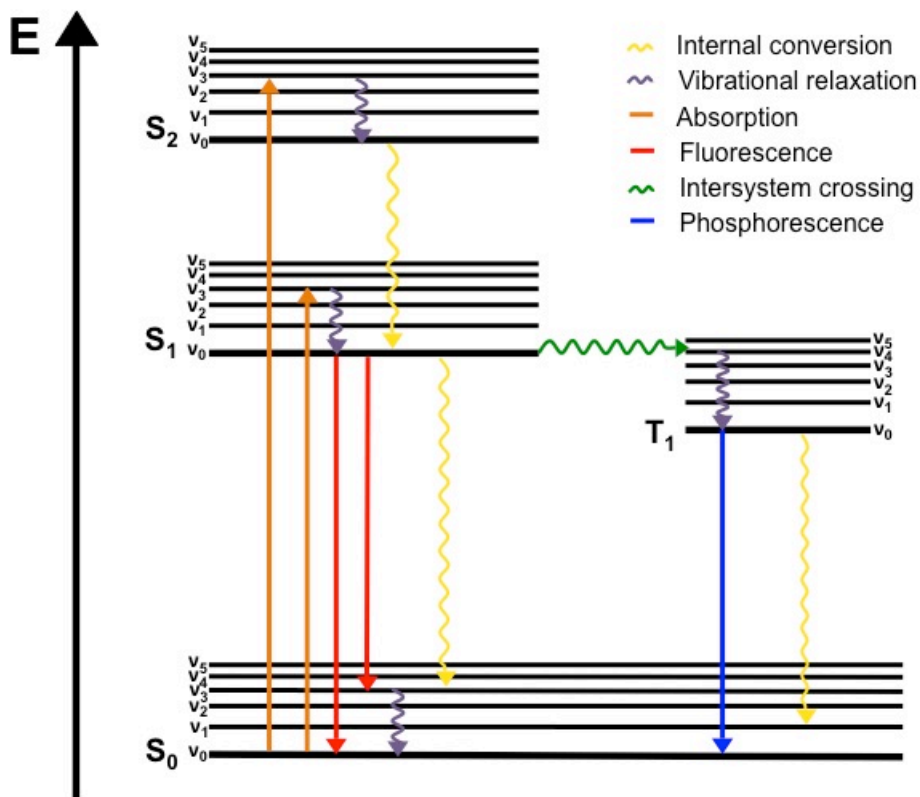 E
v5
v4
v3
v2
v1
S2 v0
v5
v4
v3
v2
v1
S1 v0
v5
v4
v3
v2
v1
T1 v0
v5
v4
v3
v2
v1
S0 v0
Internal conversion
Vibrational relaxation
Absorption
Fluorescence
Intersystem crossing
Phosphorescence